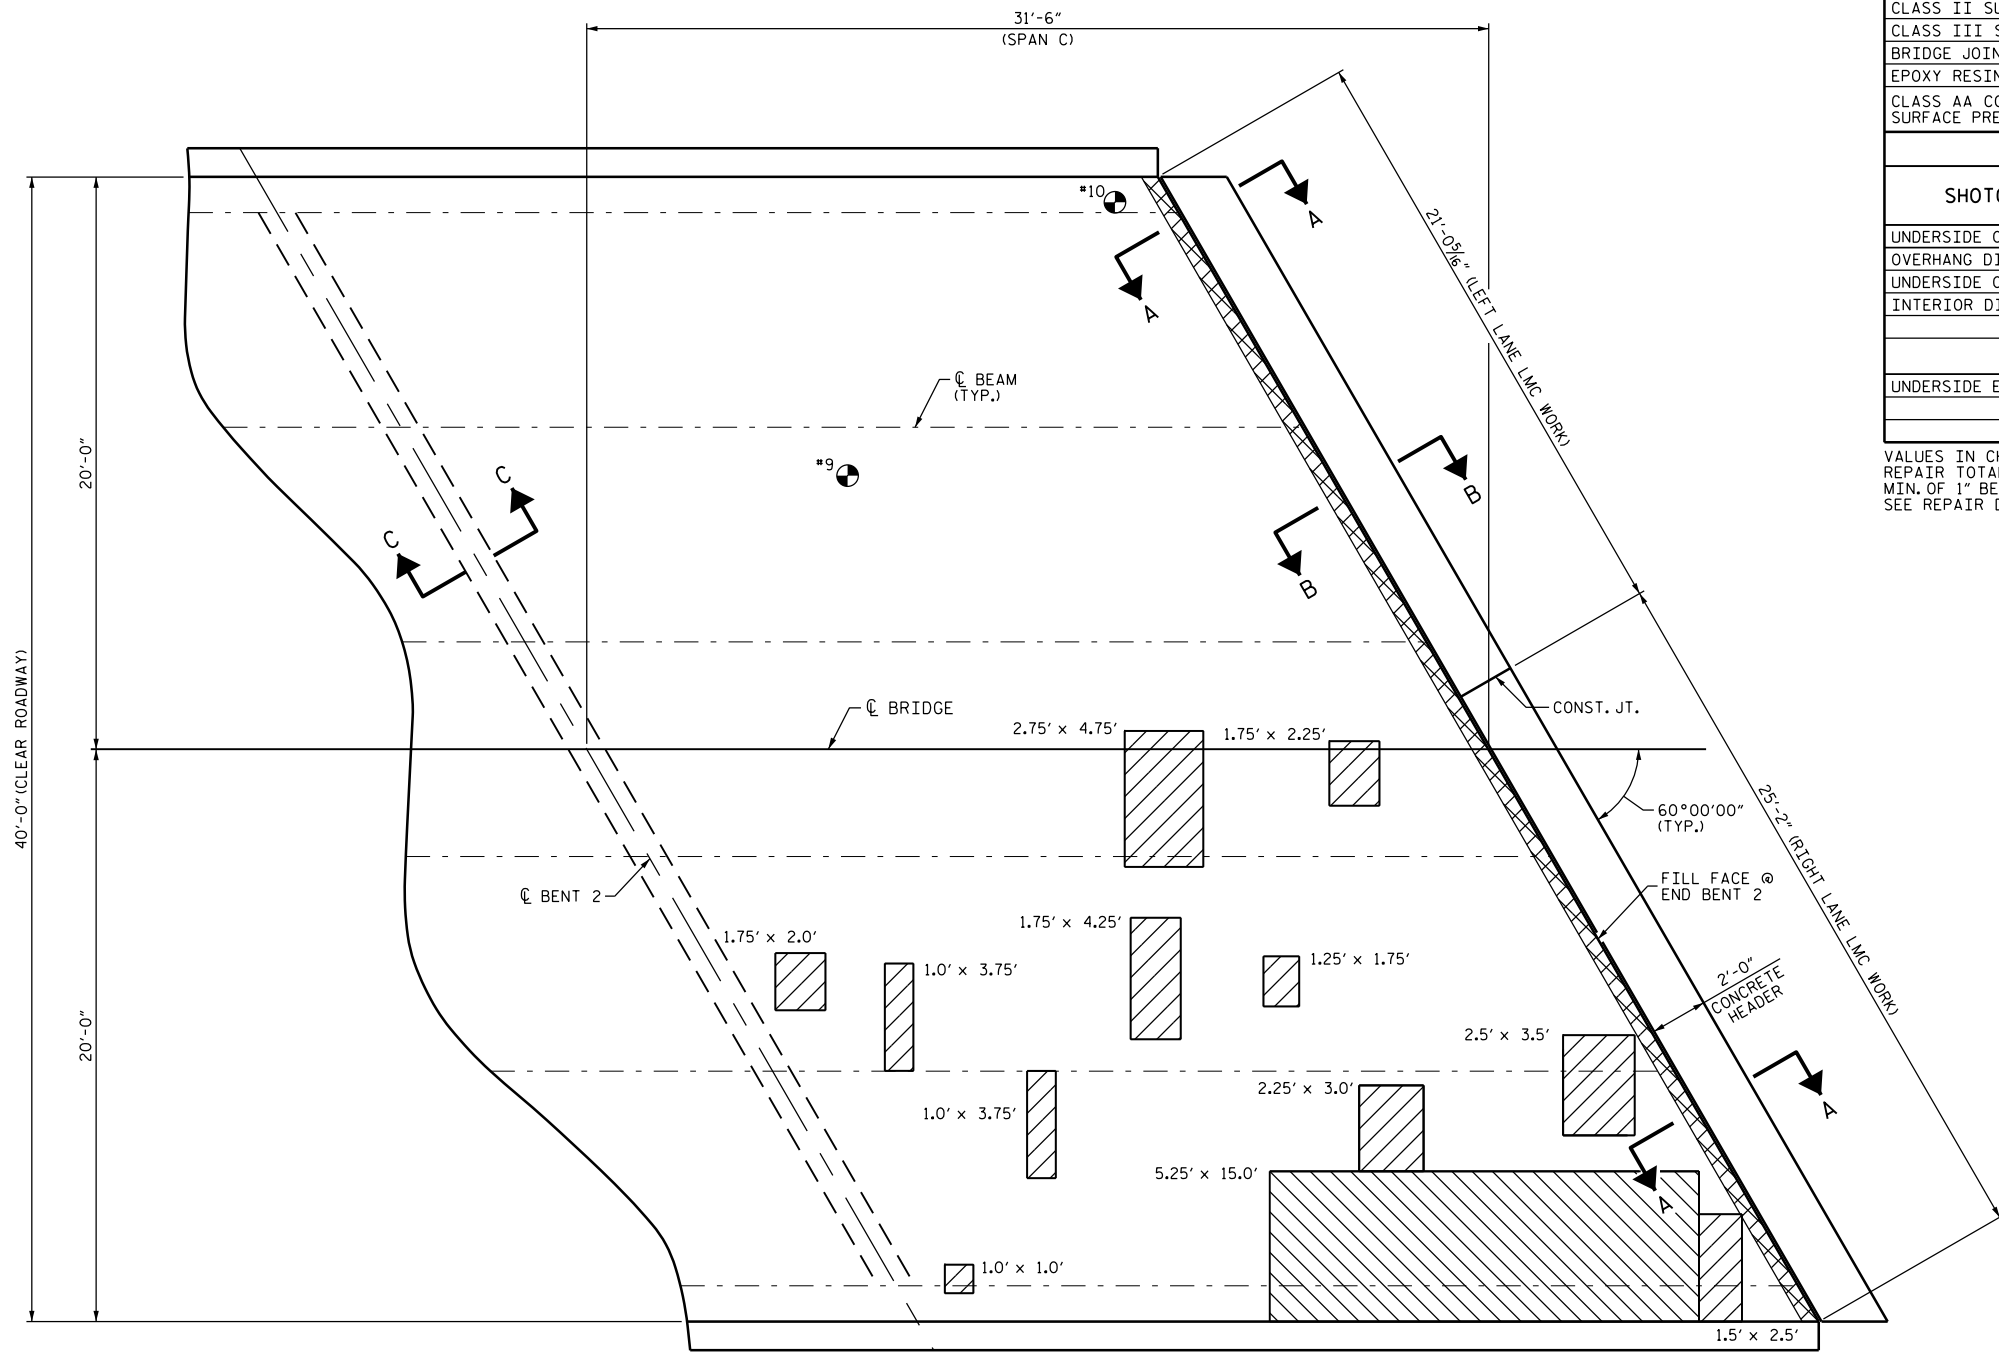 31'-6"
(SPAN C)
CLASS II SU
CLASS III S
BRIDGE JOIN
EPOXY RESIN
CLASS AA CO
SURFACE PRE
SHOTC
UNDERSIDE O
OVERHANG DI
UNDERSIDE O
INTERIOR DI
UNDERSIDE E
VALUES IN CH
REPAIR TOTAL
MIN. OF 1" BE
SEE REPAIR D
#10
A
A
21'-0 5/16" (LEFT LANE LMC WORK)
℄ BEAM
(TYP.)
#9
C
C
B
B
20'-0"
40'-0" (CLEAR ROADWAY)
℄ BRIDGE
CONST. JT.
2.75' x 4.75'
1.75' x 2.25'
60°00'00"
(TYP.)
25'-2" (RIGHT LANE LMC WORK)
℄ BENT 2
FILL FACE @
END BENT 2
1.75' x 2.0'
1.0' x 3.75'
1.75' x 4.25'
1.25' x 1.75'
2'-0"
CONCRETE
HEADER
20'-0"
2.5' x 3.5'
2.25' x 3.0'
1.0' x 3.75'
A
A
5.25' x 15.0'
1.0' x 1.0'
1.5' x 2.5'